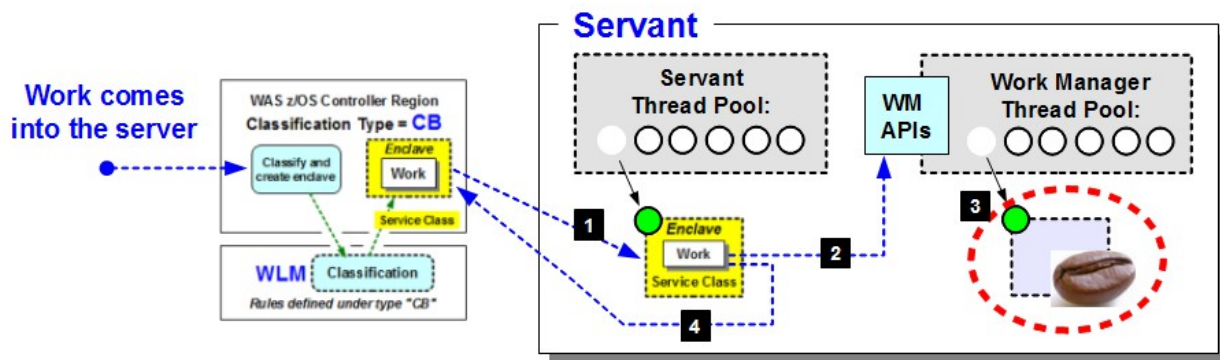 Servant
Work comes
into the server
WAS z/OS Controller Region
Classification Type = CB
Classify and
create enclave
Enclave
Work
Service Class
WLM
Classification
Rules defined under type "CB"
Servant
Thread Pool:
WM
APIs
Work Manager
Thread Pool:
1
Enclave
Work
Service Class
2
3
4